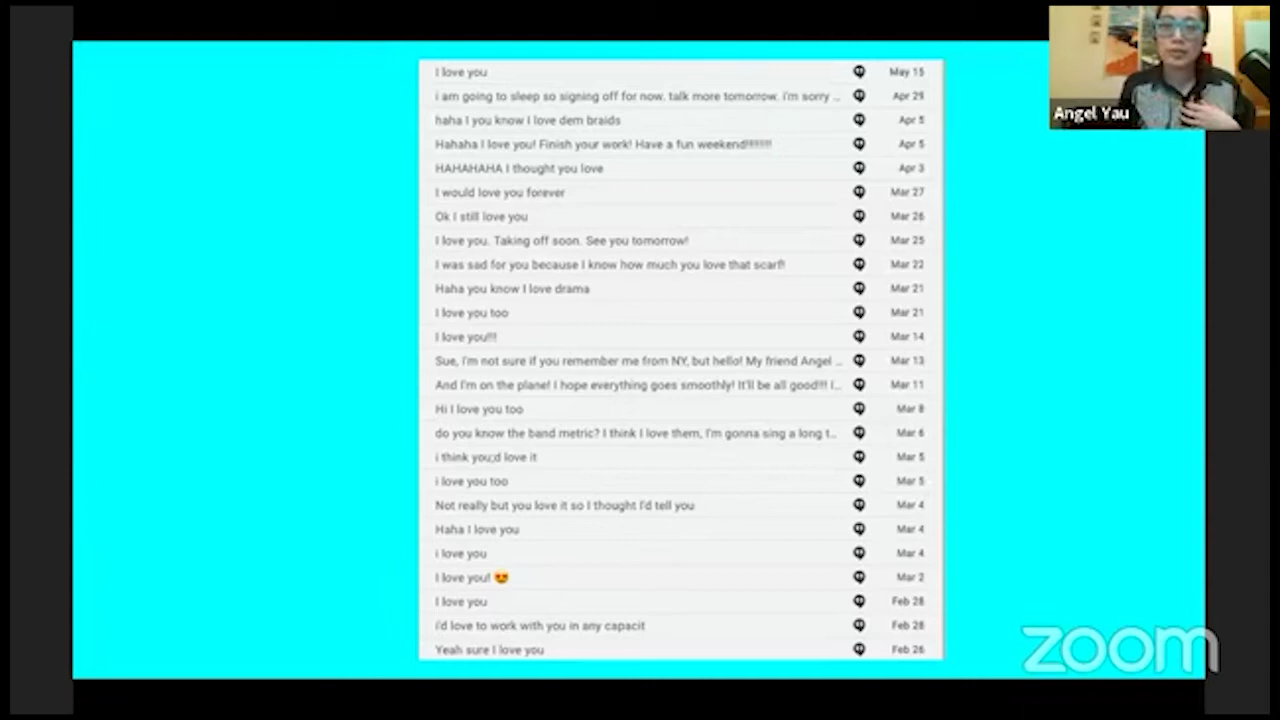 I love you May 15
i am going to sleep so signing off for now. talk more tomorrow. i'm sorry ... Apr 29
haha I you know I love dem braids Apr 5
Hahaha I love you! Finish your work! Have a fun weekend!!!!!!!!! Apr 5
HAHAHAHA I thought you love Apr 3
I would love you forever Mar 27
Ok I still love you Mar 26
I love you. Taking off soon. See you tomorrow! Mar 25
I was sad for you because I know how much you love that scarf! Mar 22
Haha you know I love drama Mar 21
I love you too Mar 21
I love you!!! Mar 14
Sue, I'm not sure if you remember me from NY, but hello! My friend Angel ... Mar 13
And I'm on the plane! I hope everything goes smoothly! It'll be all good!!! I... Mar 11
Hi I love you too Mar 8
do you know the band metric? I think I love them, I'm gonna sing a long t... Mar 6
i think you;d love it Mar 5
i love you too Mar 5
Not really but you love it so I thought I'd tell you Mar 4
Haha I love you Mar 4
i love you Mar 4
I love you! 😍 Mar 2
I love you Feb 28
i'd love to work with you in any capacit Feb 28
Yeah sure I love you Feb 26
Angel Yau
zoom